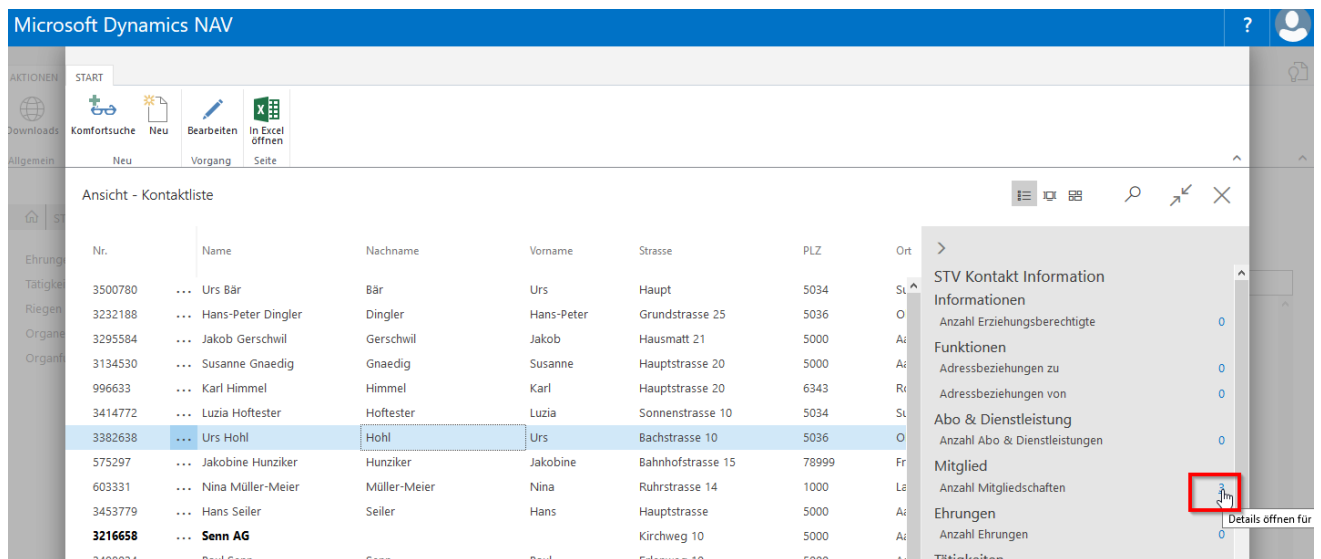 Microsoft Dynamics NAV ?
AKTIONEN START
Downloads Komfortsuche Neu Bearbeiten In Excel öffnen
Allgemein Neu Vorgang Seite
Ansicht - Kontaktliste
Nr. Name Nachname Vorname Strasse PLZ Ort
3500780 ... Urs Bär Bär Urs Haupt 5034
3232188 ... Hans-Peter Dingler Dingler Hans-Peter Grundstrasse 25 5036
3295584 ... Jakob Gerschwil Gerschwil Jakob Hausmatt 21 5000
3134530 ... Susanne Gnaedig Gnaedig Susanne Hauptstrasse 20 5000
996633 ... Karl Himmel Himmel Karl Hauptstrasse 20 6343
3414772 ... Luzia Hoftester Hoftester Luzia Sonnenstrasse 10 5034
3382638 ... Urs Hohl Hohl Urs Bachstrasse 10 5036
575297 ... Jakobine Hunziker Hunziker Jakobine Bahnhofstrasse 15 78999 Fr
603331 ... Nina Müller-Meier Müller-Meier Nina Ruhrstrasse 14 1000
3453779 ... Hans Seiler Seiler Hans Hauptstrasse 5000
3216658 ... Senn AG Kirchweg 10 5000
STV Kontakt Information
Informationen
Anzahl Erziehungsberechtigte 0
Funktionen
Adressbeziehungen zu 0
Adressbeziehungen von 0
Abo & Dienstleistung
Anzahl Abo & Dienstleistungen 0
Mitglied
Anzahl Mitgliedschaften 3
Ehrungen
Details öffnen für
Anzahl Ehrungen 0
Riegen